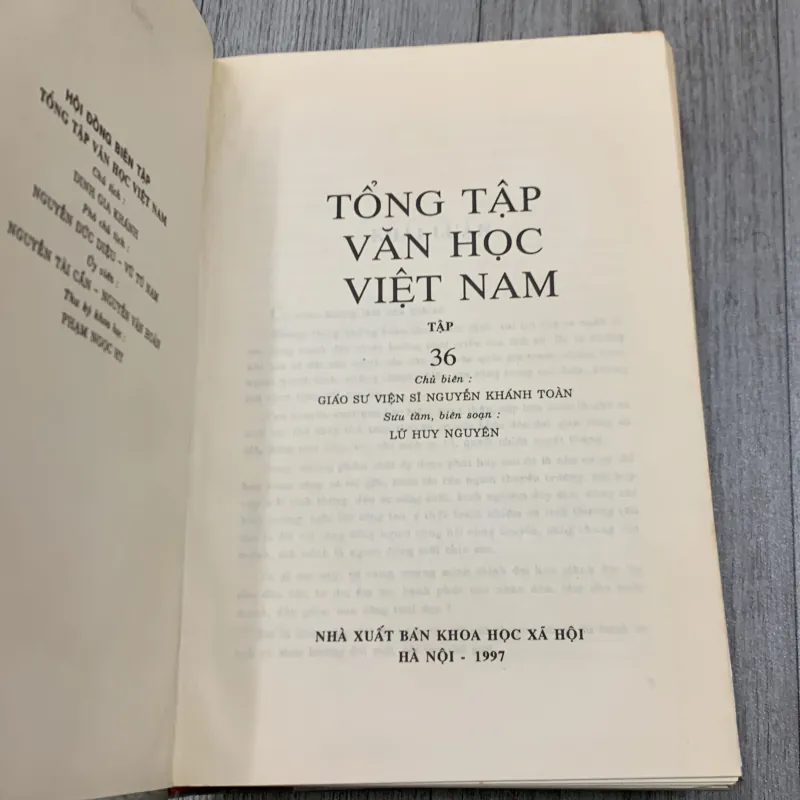 HỘI ĐỒNG BIÊN TẬP
TỔNG TẬP VĂN HỌC VIỆT NAM
Chủ tịch :
ĐINH GIA KHÁNH
Phó chủ tịch :
NGUYỄN ĐỨC DIỆU - VŨ TÚ NAM
Ủy viên :
NGUYỄN TÀI CẨN - NGUYỄN VĂN HOÀN
Thư ký khoa học :
PHẠM NGỌC HY
TỔNG TẬP
VĂN HỌC
VIỆT NAM
TẬP
36
Chủ biên :
GIÁO SƯ VIỆN SĨ NGUYỄN KHÁNH TOÀN
Sưu tầm, biên soạn :
LỮ HUY NGUYÊN
NHÀ XUẤT BẢN KHOA HỌC XÃ HỘI
HÀ NỘI - 1997